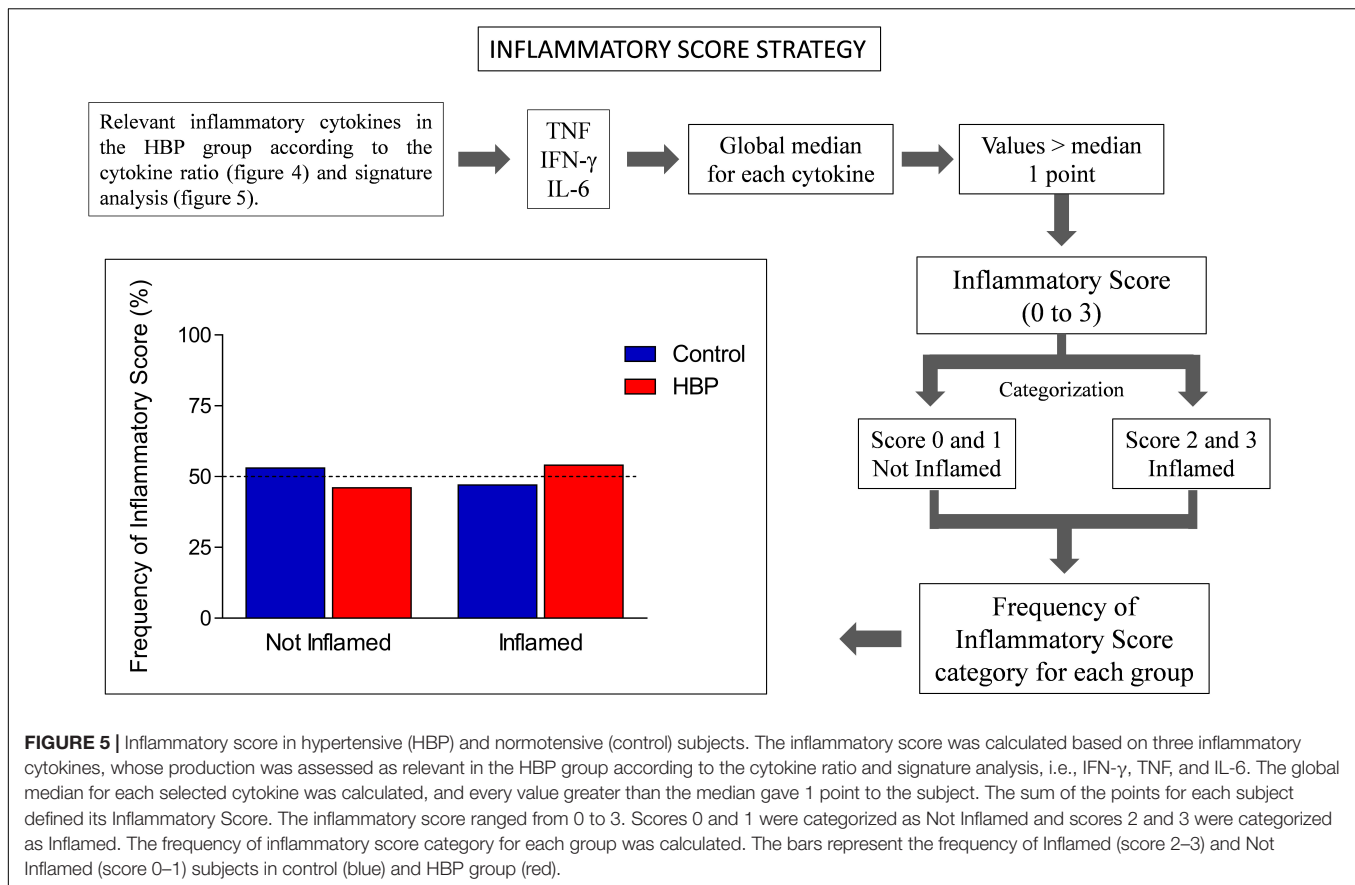 INFLAMMATORY SCORE STRATEGY
Relevant inflammatory cytokines in
the HBP group according to the
cytokine ratio (figure 4) and signature
analysis (figure 5).
TNF
IFN-γ
IL-6
Global median
for each cytokine
Values > median
1 point
Inflammatory Score
(0 to 3)
Categorization
Score 0 and 1
Not Inflamed
Score 2 and 3
Inflamed
Frequency of
Inflammatory Score
category for each group
Frequency of Inflammatory Score (%)
100
75
50
25
0
Control
HBP
Not Inflamed
Inflamed
FIGURE 5 | Inflammatory score in hypertensive (HBP) and normotensive (control) subjects. The inflammatory score was calculated based on three inflammatory
cytokines, whose production was assessed as relevant in the HBP group according to the cytokine ratio and signature analysis, i.e., IFN-γ, TNF, and IL-6. The global
median for each selected cytokine was calculated, and every value greater than the median gave 1 point to the subject. The sum of the points for each subject
defined its Inflammatory Score. The inflammatory score ranged from 0 to 3. Scores 0 and 1 were categorized as Not Inflamed and scores 2 and 3 were categorized
as Inflamed. The frequency of inflammatory score category for each group was calculated. The bars represent the frequency of Inflamed (score 2–3) and Not
Inflamed (score 0–1) subjects in control (blue) and HBP group (red).